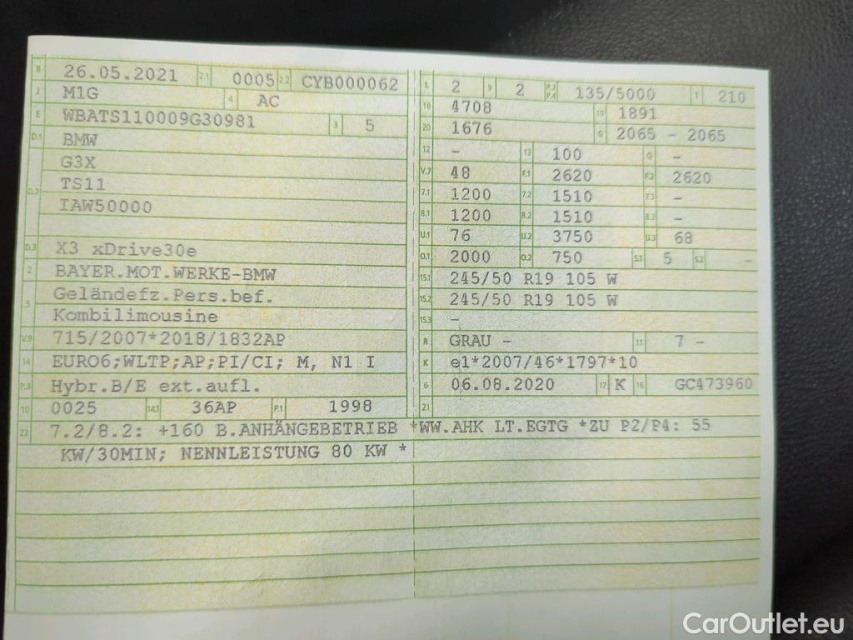 B 26.05.2021 2.1 0005 2.2 CYB000062
J M1G 4 AC
E WBATS110009G30981 3 5
D.1 BMW
G3X
D.2 TS11
IAW50000
D.3 X3 xDrive30e
2 BAYER.MOT.WERKE-BMW
5 Geländefz.Pers.bef.
Kombilimousine
V.9 715/2007*2018/1832AP
14 EURO6;WLTP;AP;PI/CI; M, N1 I
P.3 Hybr.B/E ext.aufl.
10 0025 14.1 36AP P.1 1998
L 2 9 2 P.2 P.4 135/5000 T 210
18 4708 19 1891
20 1676 G 2065 - 2065
12 - 13 100 Q -
V.7 48 F.1 2620 F.2 2620
7.1 1200 7.2 1510 7.3 -
8.1 1200 8.2 1510 8.3 -
U.1 76 U.2 3750 U.3 68
O.1 2000 O.2 750 S.1 5 S.2 -
15.1 245/50 R19 105 W
15.2 245/50 R19 105 W
15.3 -
R GRAU - 11 7 -
K e1*2007/46*1797*10
6 06.08.2020 17 K 16 GC473960
21
22 7.2/8.2: +160 B.ANHÄNGEBETRIEB *WW.AHK LT.EGTG *ZU P2/P4: 55
KW/30MIN; NENNLEISTUNG 80 KW *
CarOutlet.eu